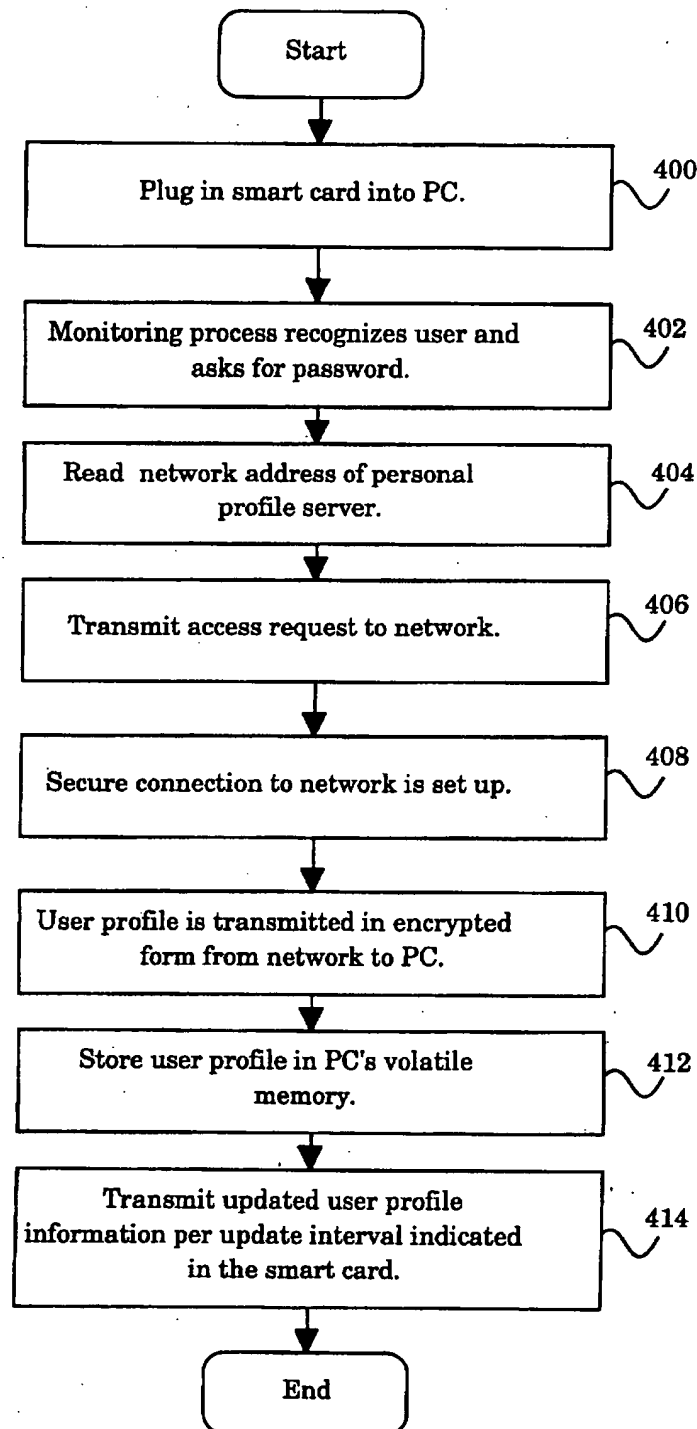 Start
Plug in smart card into PC.
400
Monitoring process recognizes user and
asks for password.
402
Read network address of personal
profile server.
404
Transmit access request to network.
406
Secure connection to network is set up.
408
User profile is transmitted in encrypted
form from network to PC.
410
Store user profile in PC's volatile
memory.
412
Transmit updated user profile
information per update interval indicated
in the smart card.
414
End